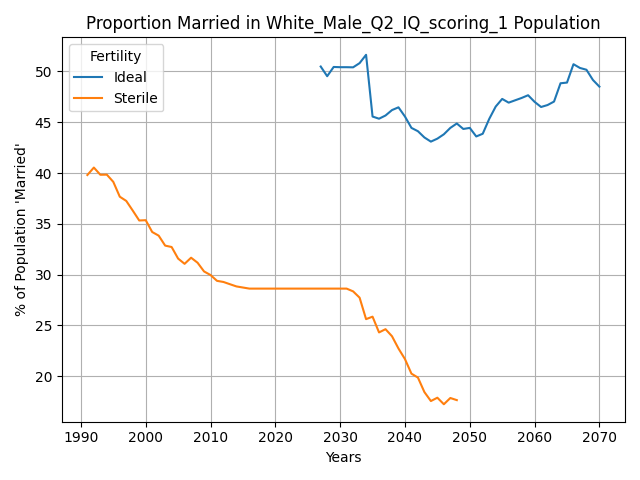 Proportion Married in White_Male_Q2_IQ_scoring_1 Population
Fertility
Ideal
Sterile
% of Population 'Married'
50
45
40
35
30
25
20
1990 2000 2010 2020 2030 2040 2050 2060 2070
Years